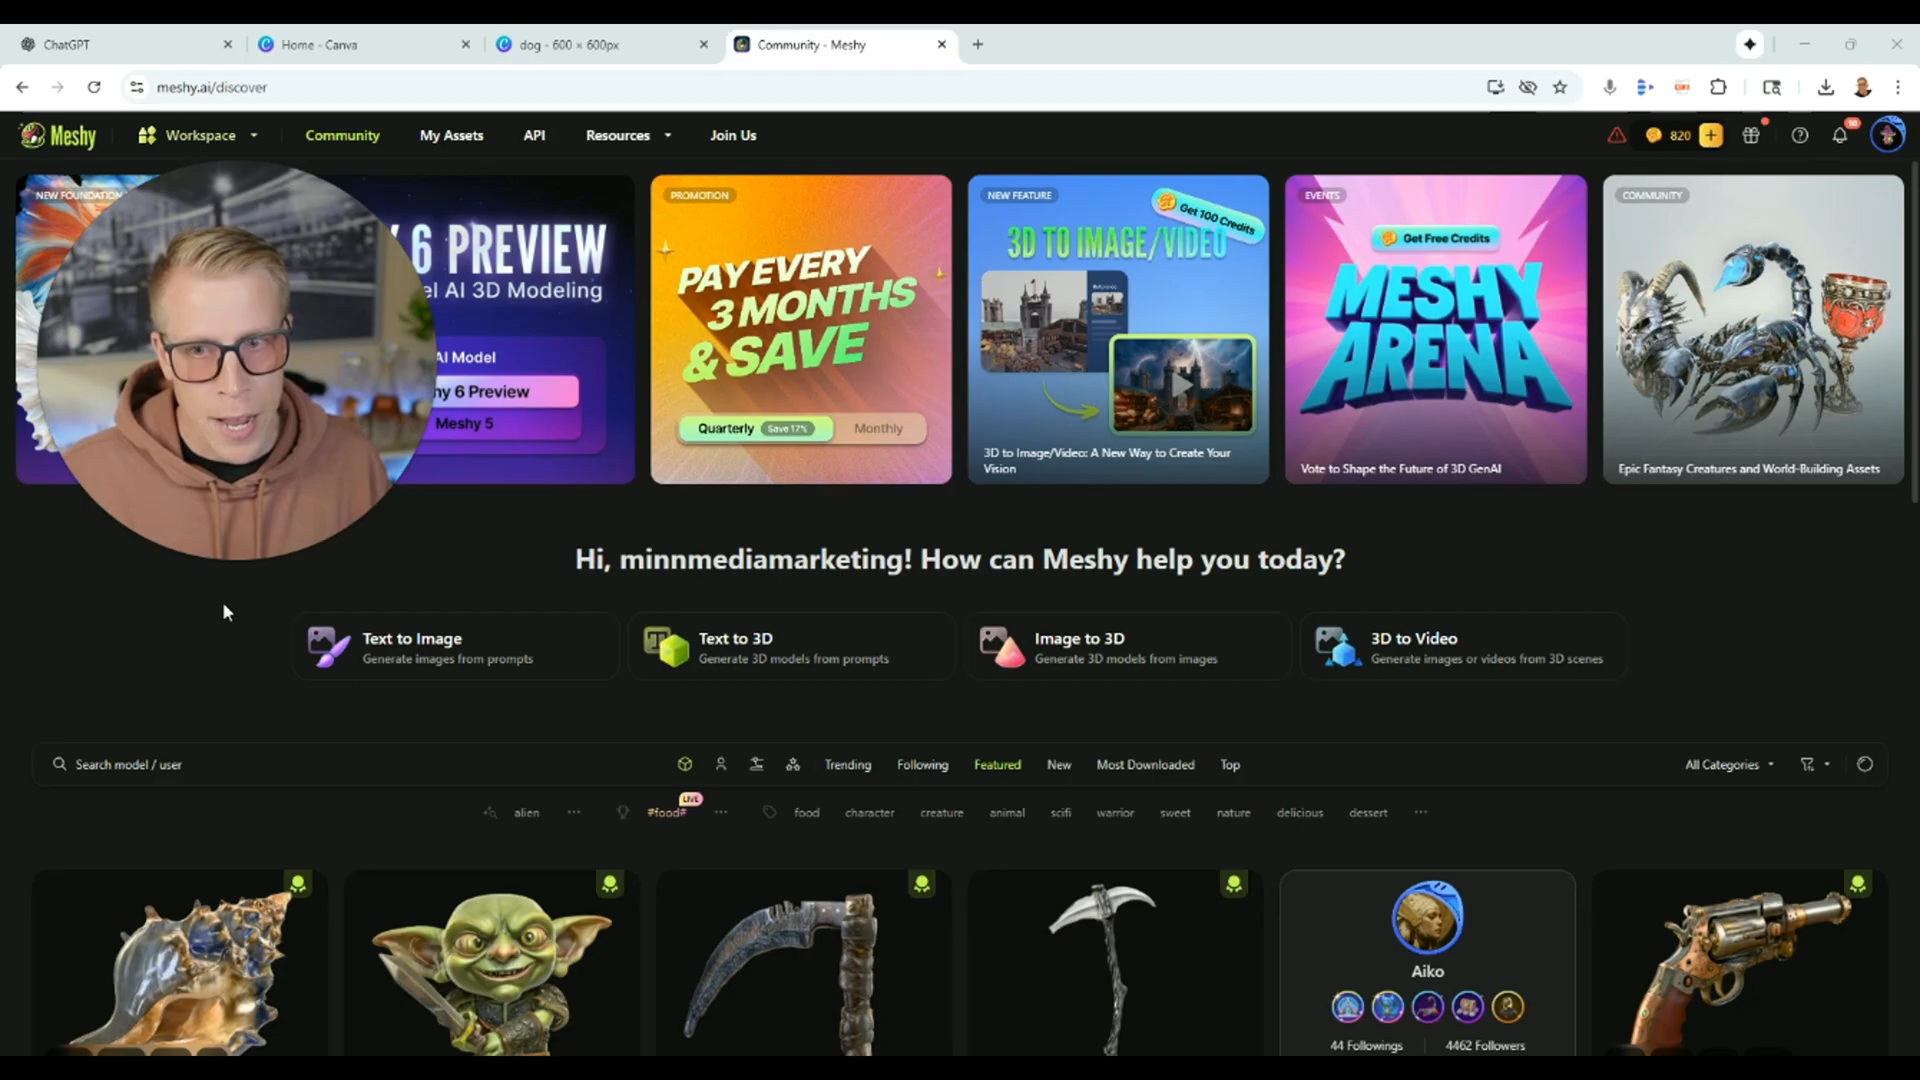 ChatGPT
Home - Canva
dog - 600 × 600px
Community - Meshy
meshy.ai/discover
Meshy
Workspace
Community
My Assets
API
Resources
Join Us
820
10
NEW FOUNDATION
6 PREVIEW
el AI 3D Modeling
AI Model
hy 6 Preview
Meshy 5
PROMOTION
PAY EVERY
3 MONTHS
& SAVE
Quarterly
Save 17%
Monthly
NEW FEATURE
Get 100 Credits
3D TO IMAGE/VIDEO
3D to Image/Video: A New Way to Create Your
Vision
EVENTS
Get Free Credits
MESHY
ARENA
Vote to Shape the Future of 3D GenAI
COMMUNITY
Epic Fantasy Creatures and World-Building Assets
Hi, minnmediamarketing! How can Meshy help you today?
Text to Image
Generate images from prompts
Text to 3D
Generate 3D models from prompts
Image to 3D
Generate 3D models from images
3D to Video
Generate images or videos from 3D scenes
Search model / user
Trending
Following
Featured
New
Most Downloaded
Top
All Categories
alien
LIVE
#food#
food
character
creature
animal
scifi
warrior
sweet
nature
delicious
dessert
Aiko
44 Followings
4462 Followers